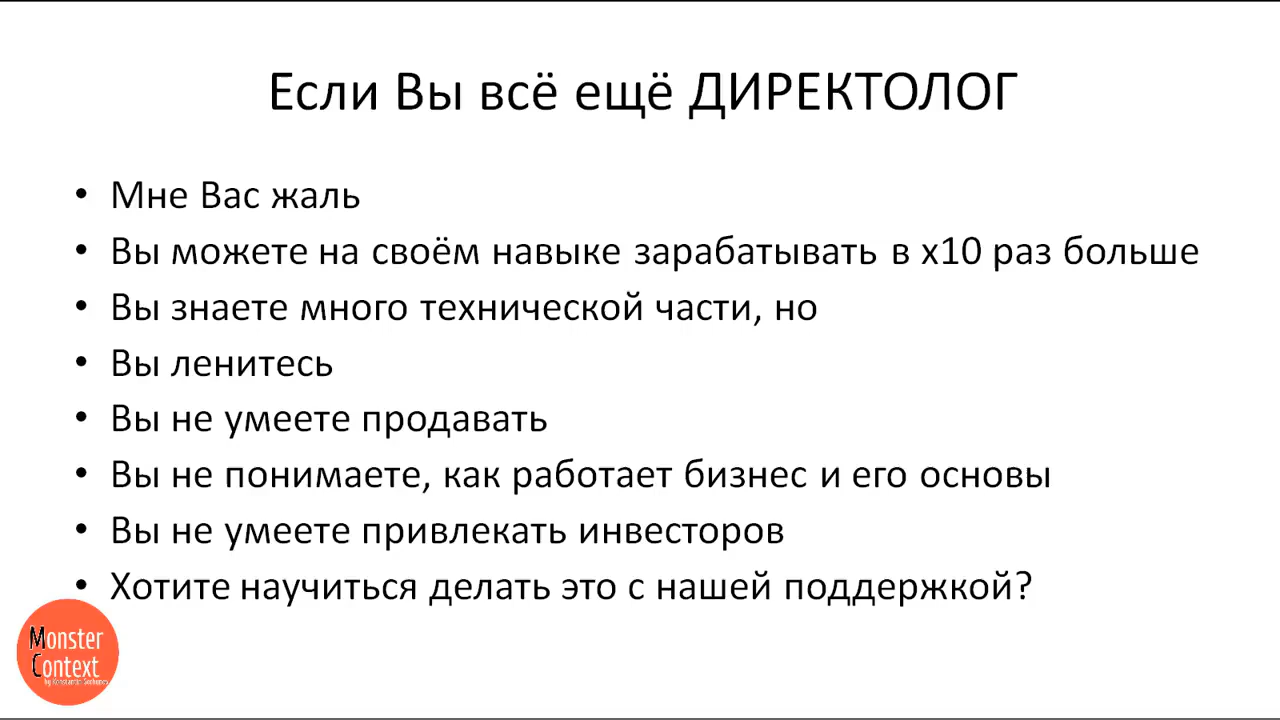 Если Вы всё ещё ДИРЕКТОЛОГ
• Мне Вас жаль
• Вы можете на своём навыке зарабатывать в х10 раз больше
• Вы знаете много технической части, но
• Вы ленитесь
• Вы не умеете продавать
• Вы не понимаете, как работает бизнес и его основы
• Вы не умеете привлекать инвесторов
• Хотите научиться делать это с нашей поддержкой?
Monster
Context